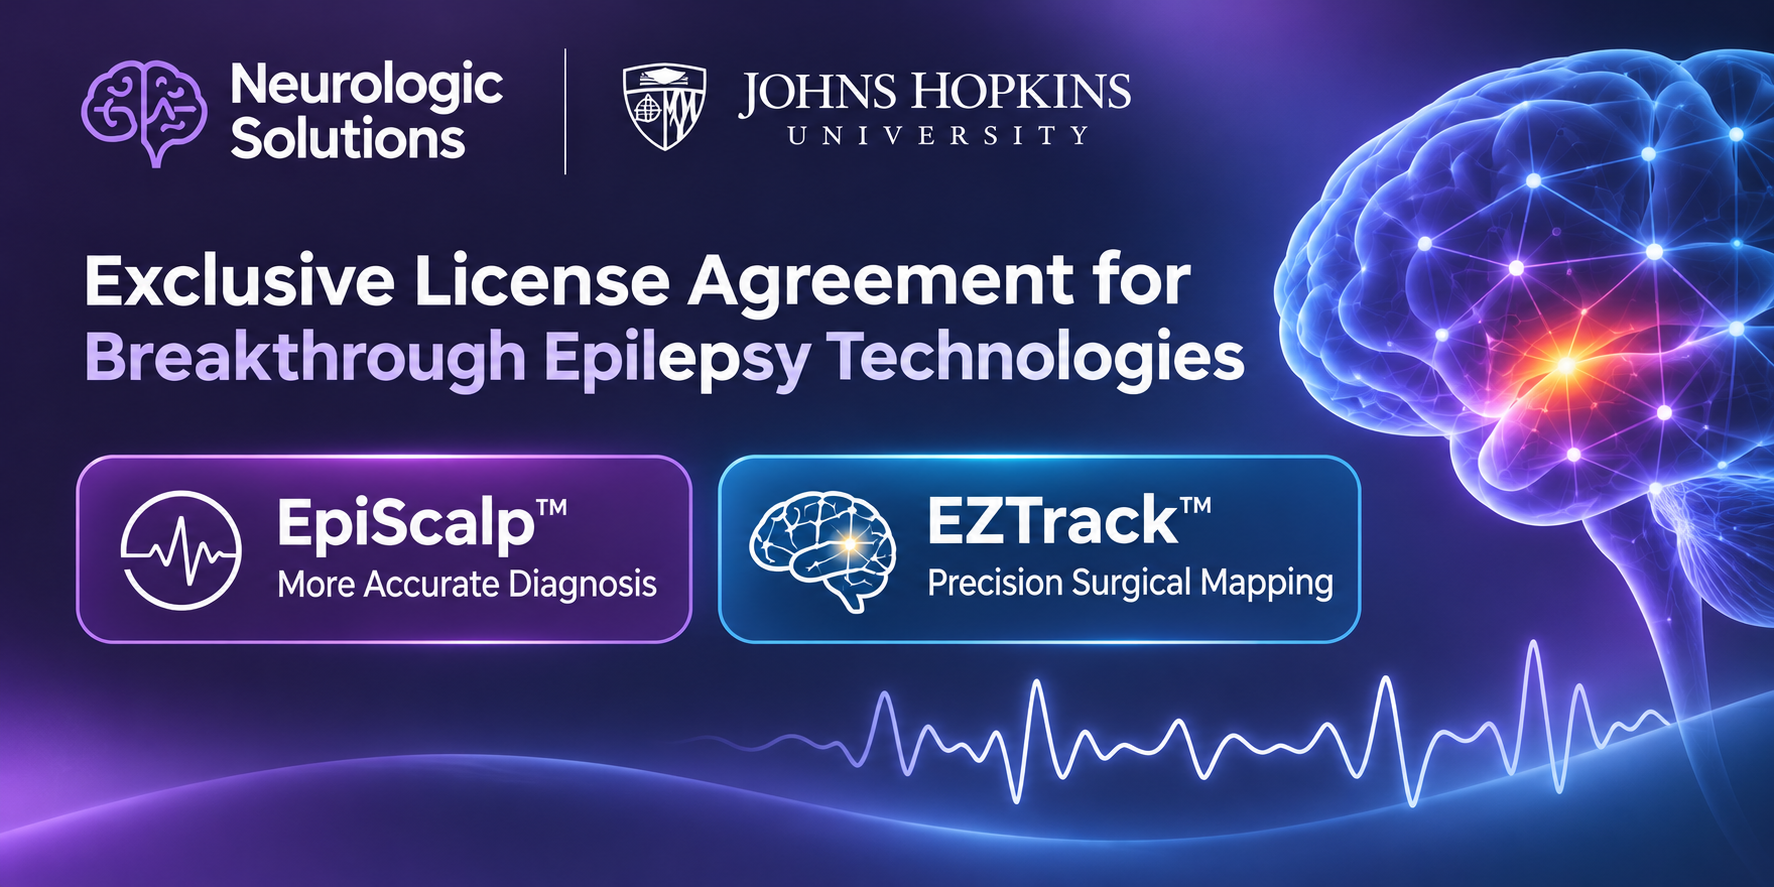 Neurologic
Solutions
JOHNS HOPKINS
UNIVERSITY
Exclusive License Agreement for
Breakthrough Epilepsy Technologies
EpiScalp™
More Accurate Diagnosis
EZTrack™
Precision Surgical Mapping